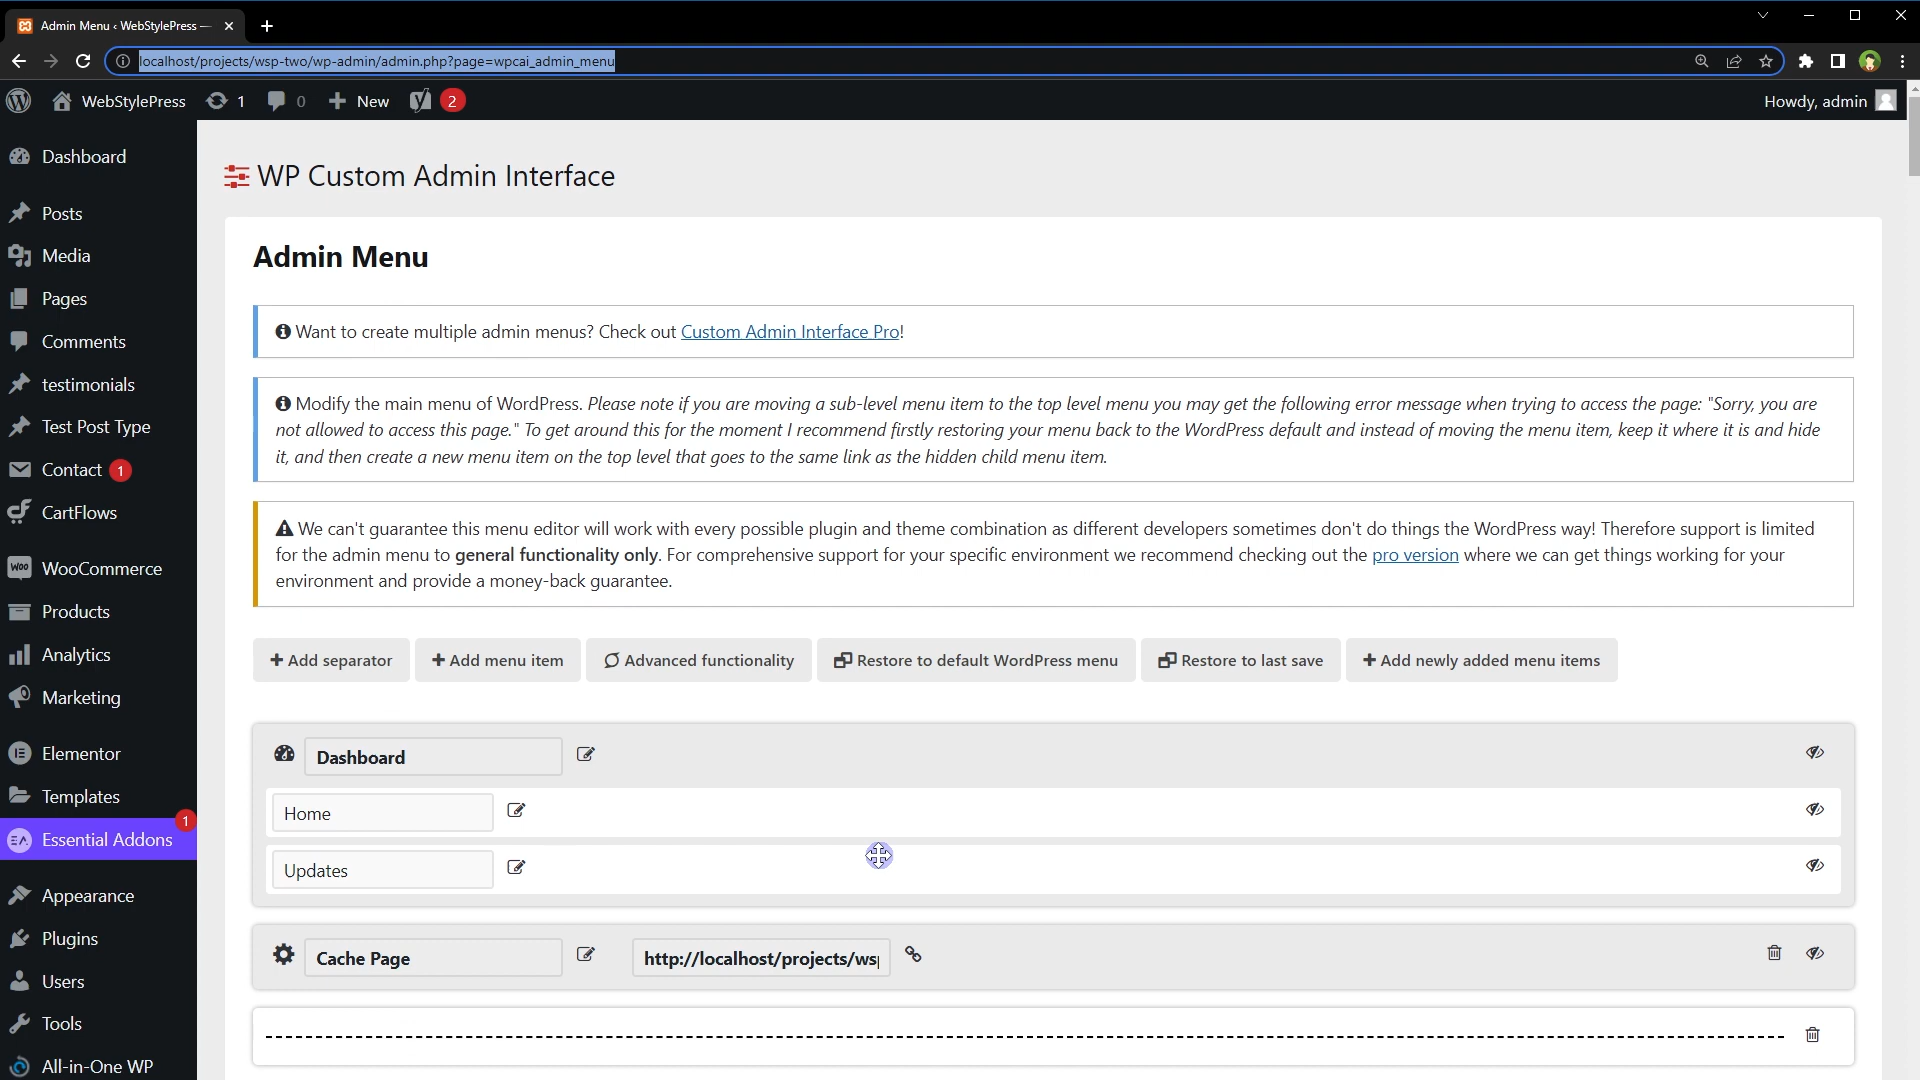 Admin Menu ‹ WebStylePress —
localhost/projects/wsp-two/wp-admin/admin.php?page=wpcai_admin_menu
WebStylePress 1 0 New 2 Howdy, admin
Dashboard
Posts
Media
Pages
Comments
testimonials
Test Post Type
Contact 1
CartFlows
WOO WooCommerce
Products
Analytics
Marketing
Elementor
Templates
1
EA Essential Addons
Appearance
Plugins
Users
Tools
All-in-One WP
WP Custom Admin Interface
Admin Menu
Want to create multiple admin menus? Check out Custom Admin Interface Pro!
Modify the main menu of WordPress. Please note if you are moving a sub-level menu item to the top level menu you may get the following error message when trying to access the page: "Sorry, you are
not allowed to access this page." To get around this for the moment I recommend firstly restoring your menu back to the WordPress default and instead of moving the menu item, keep it where it is and hide
it, and then create a new menu item on the top level that goes to the same link as the hidden child menu item.
We can't guarantee this menu editor will work with every possible plugin and theme combination as different developers sometimes don't do things the WordPress way! Therefore support is limited
for the admin menu to general functionality only. For comprehensive support for your specific environment we recommend checking out the pro version where we can get things working for your
environment and provide a money-back guarantee.
Add separator Add menu item Advanced functionality Restore to default WordPress menu Restore to last save Add newly added menu items
Dashboard
Home
Updates
Cache Page http://localhost/projects/ws